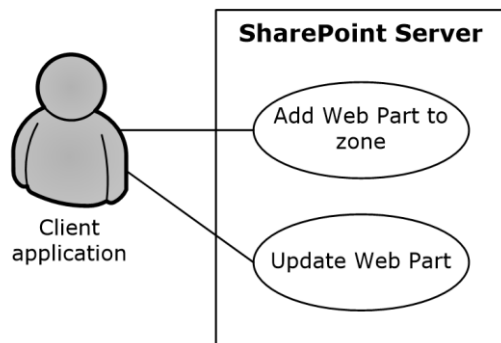 SharePoint Server
Add Web Part to
zone
Client
application
Update Web Part